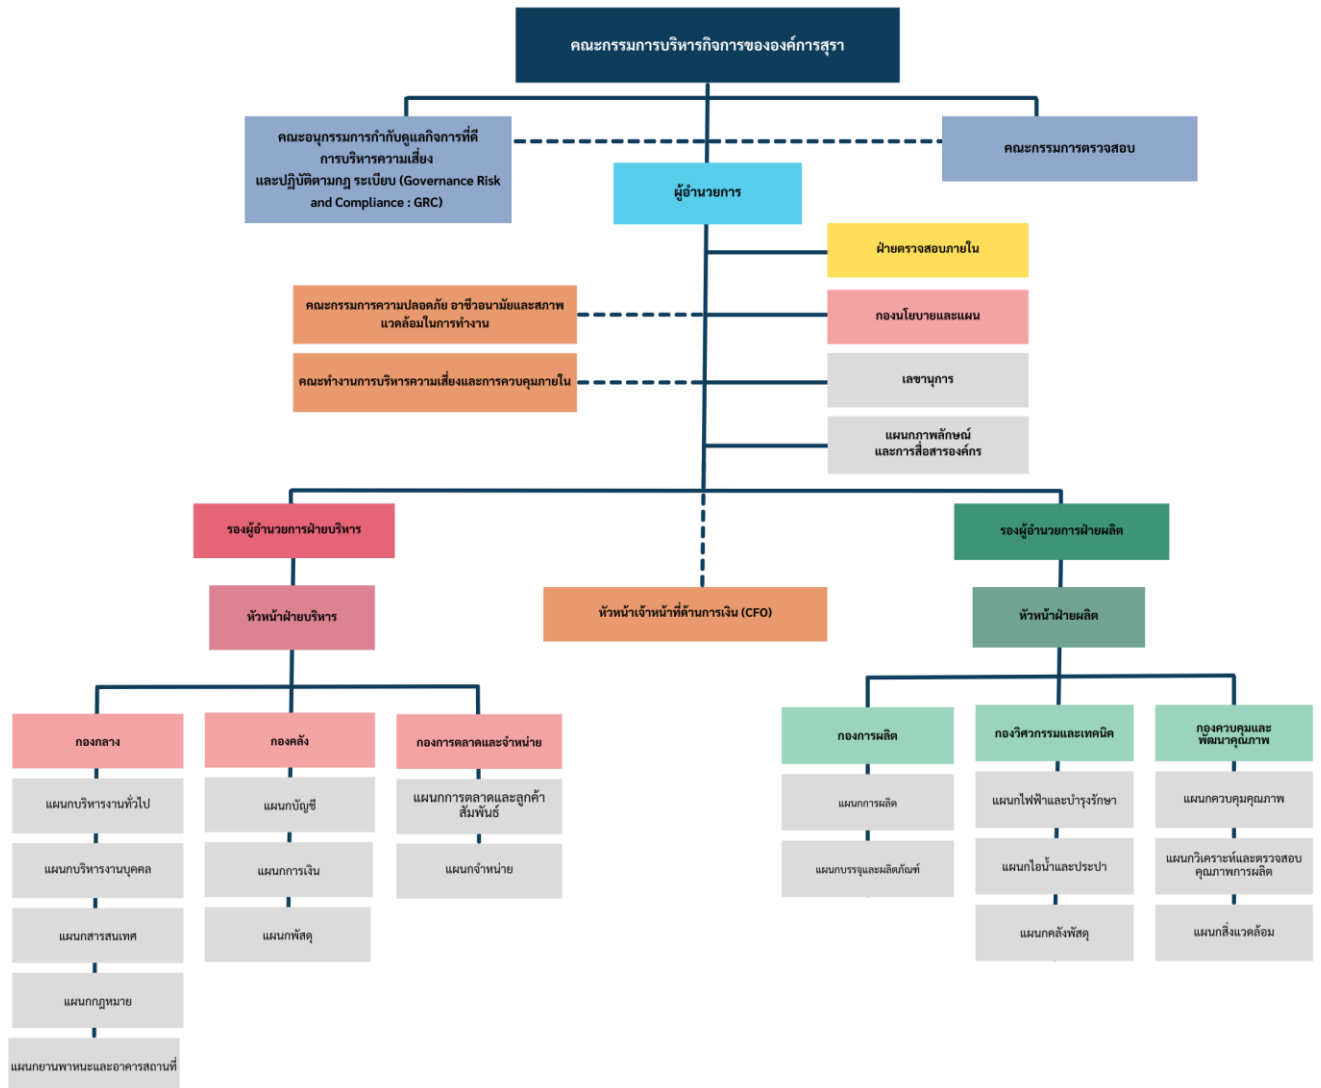 คณะกรรมการบริหารกิจการขององค์การสุรา
คณะอนุกรรมการกำกับดูแลกิจการที่ดี
การบริหารความเสี่ยง
และปฏิบัติตามกฎ ระเบียบ (Governance Risk
and Compliance : GRC)
คณะกรรมการตรวจสอบ
ผู้อำนวยการ
ฝ่ายตรวจสอบภายใน
คณะกรรมการความปลอดภัย อาชีวอนามัยและสภาพ
แวดล้อมในการทำงาน
กองนโยบายและแผน
คณะทำงานการบริหารความเสี่ยงและการควบคุมภายใน
เลขานุการ
แผนกภาพลักษณ์
และการสื่อสารองค์กร
รองผู้อำนวยการฝ่ายบริหาร
รองผู้อำนวยการฝ่ายผลิต
หัวหน้าฝ่ายบริหาร
หัวหน้าเจ้าหน้าที่ด้านการเงิน (CFO)
หัวหน้าฝ่ายผลิต
กองกลาง
แผนกบริหารงานทั่วไป
แผนกบริหารงานบุคคล
แผนกสารสนเทศ
แผนกกฎหมาย
แผนกยานพาหนะและอาคารสถานที่
กองคลัง
แผนกบัญชี
แผนกการเงิน
แผนกพัสดุ
กองการตลาดและจำหน่าย
แผนกการตลาดและลูกค้า
สัมพันธ์
แผนกจำหน่าย
กองการผลิต
แผนกการผลิต
แผนกบรรจุและผลิตภัณฑ์
กองวิศวกรรมและเทคนิค
แผนกไฟฟ้าและบำรุงรักษา
แผนกไอน้ำและประปา
แผนกคลังพัสดุ
กองควบคุมและ
พัฒนาคุณภาพ
แผนกควบคุมคุณภาพ
แผนกวิเคราะห์และตรวจสอบ
คุณภาพการผลิต
แผนกสิ่งแวดล้อม